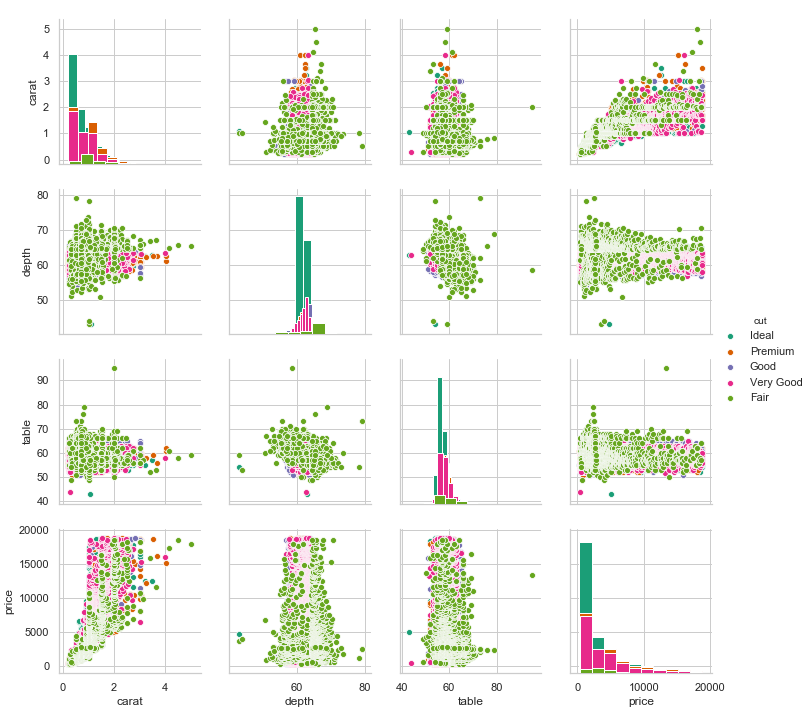 5
4
3
2
1
0
carat
80
70
60
50
depth
cut
Ideal
Premium
Good
Very Good
Fair
90
80
70
60
50
40
table
20000
15000
10000
5000
0
price
0 2 4
carat
60 80
depth
40 60 80
table
0 10000 20000
price